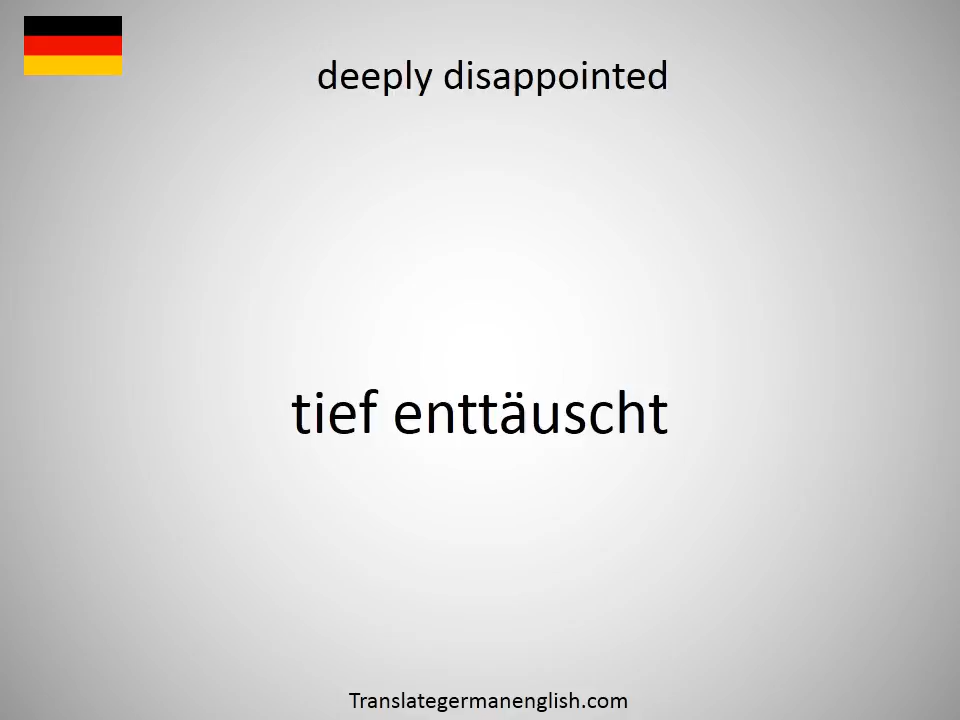 deeply disappointed
tief enttäuscht
Translategermanenglish.com